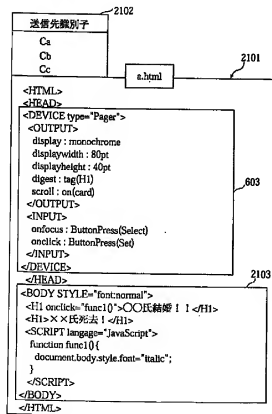 2102
送信先識別子
Ca
Cb
Cc
a.html
2101
<HTML>
<HEAD>
<DEVICE type="Pager">
<OUTPUT>
display : monochrome
displaywidth : 80pt
displayheight : 40pt
digest : tag(H1)
scroll : on(card)
</OUTPUT>
<INPUT>
onfocus : ButtonPress(Select)
onclick : ButtonPress(Set)
</INPUT>
</DEVICE>
</HEAD>
603
2103
<BODY STYLE="font:normal">
<H1 onclick="func1()">〇〇氏結婚！！</H1>
<H1>××氏死去！</H1>
<SCRIPT langage="JavaScript">
function func1(){
document.body.style.font="italic";
}
</SCRIPT>
</BODY>
</HTML>